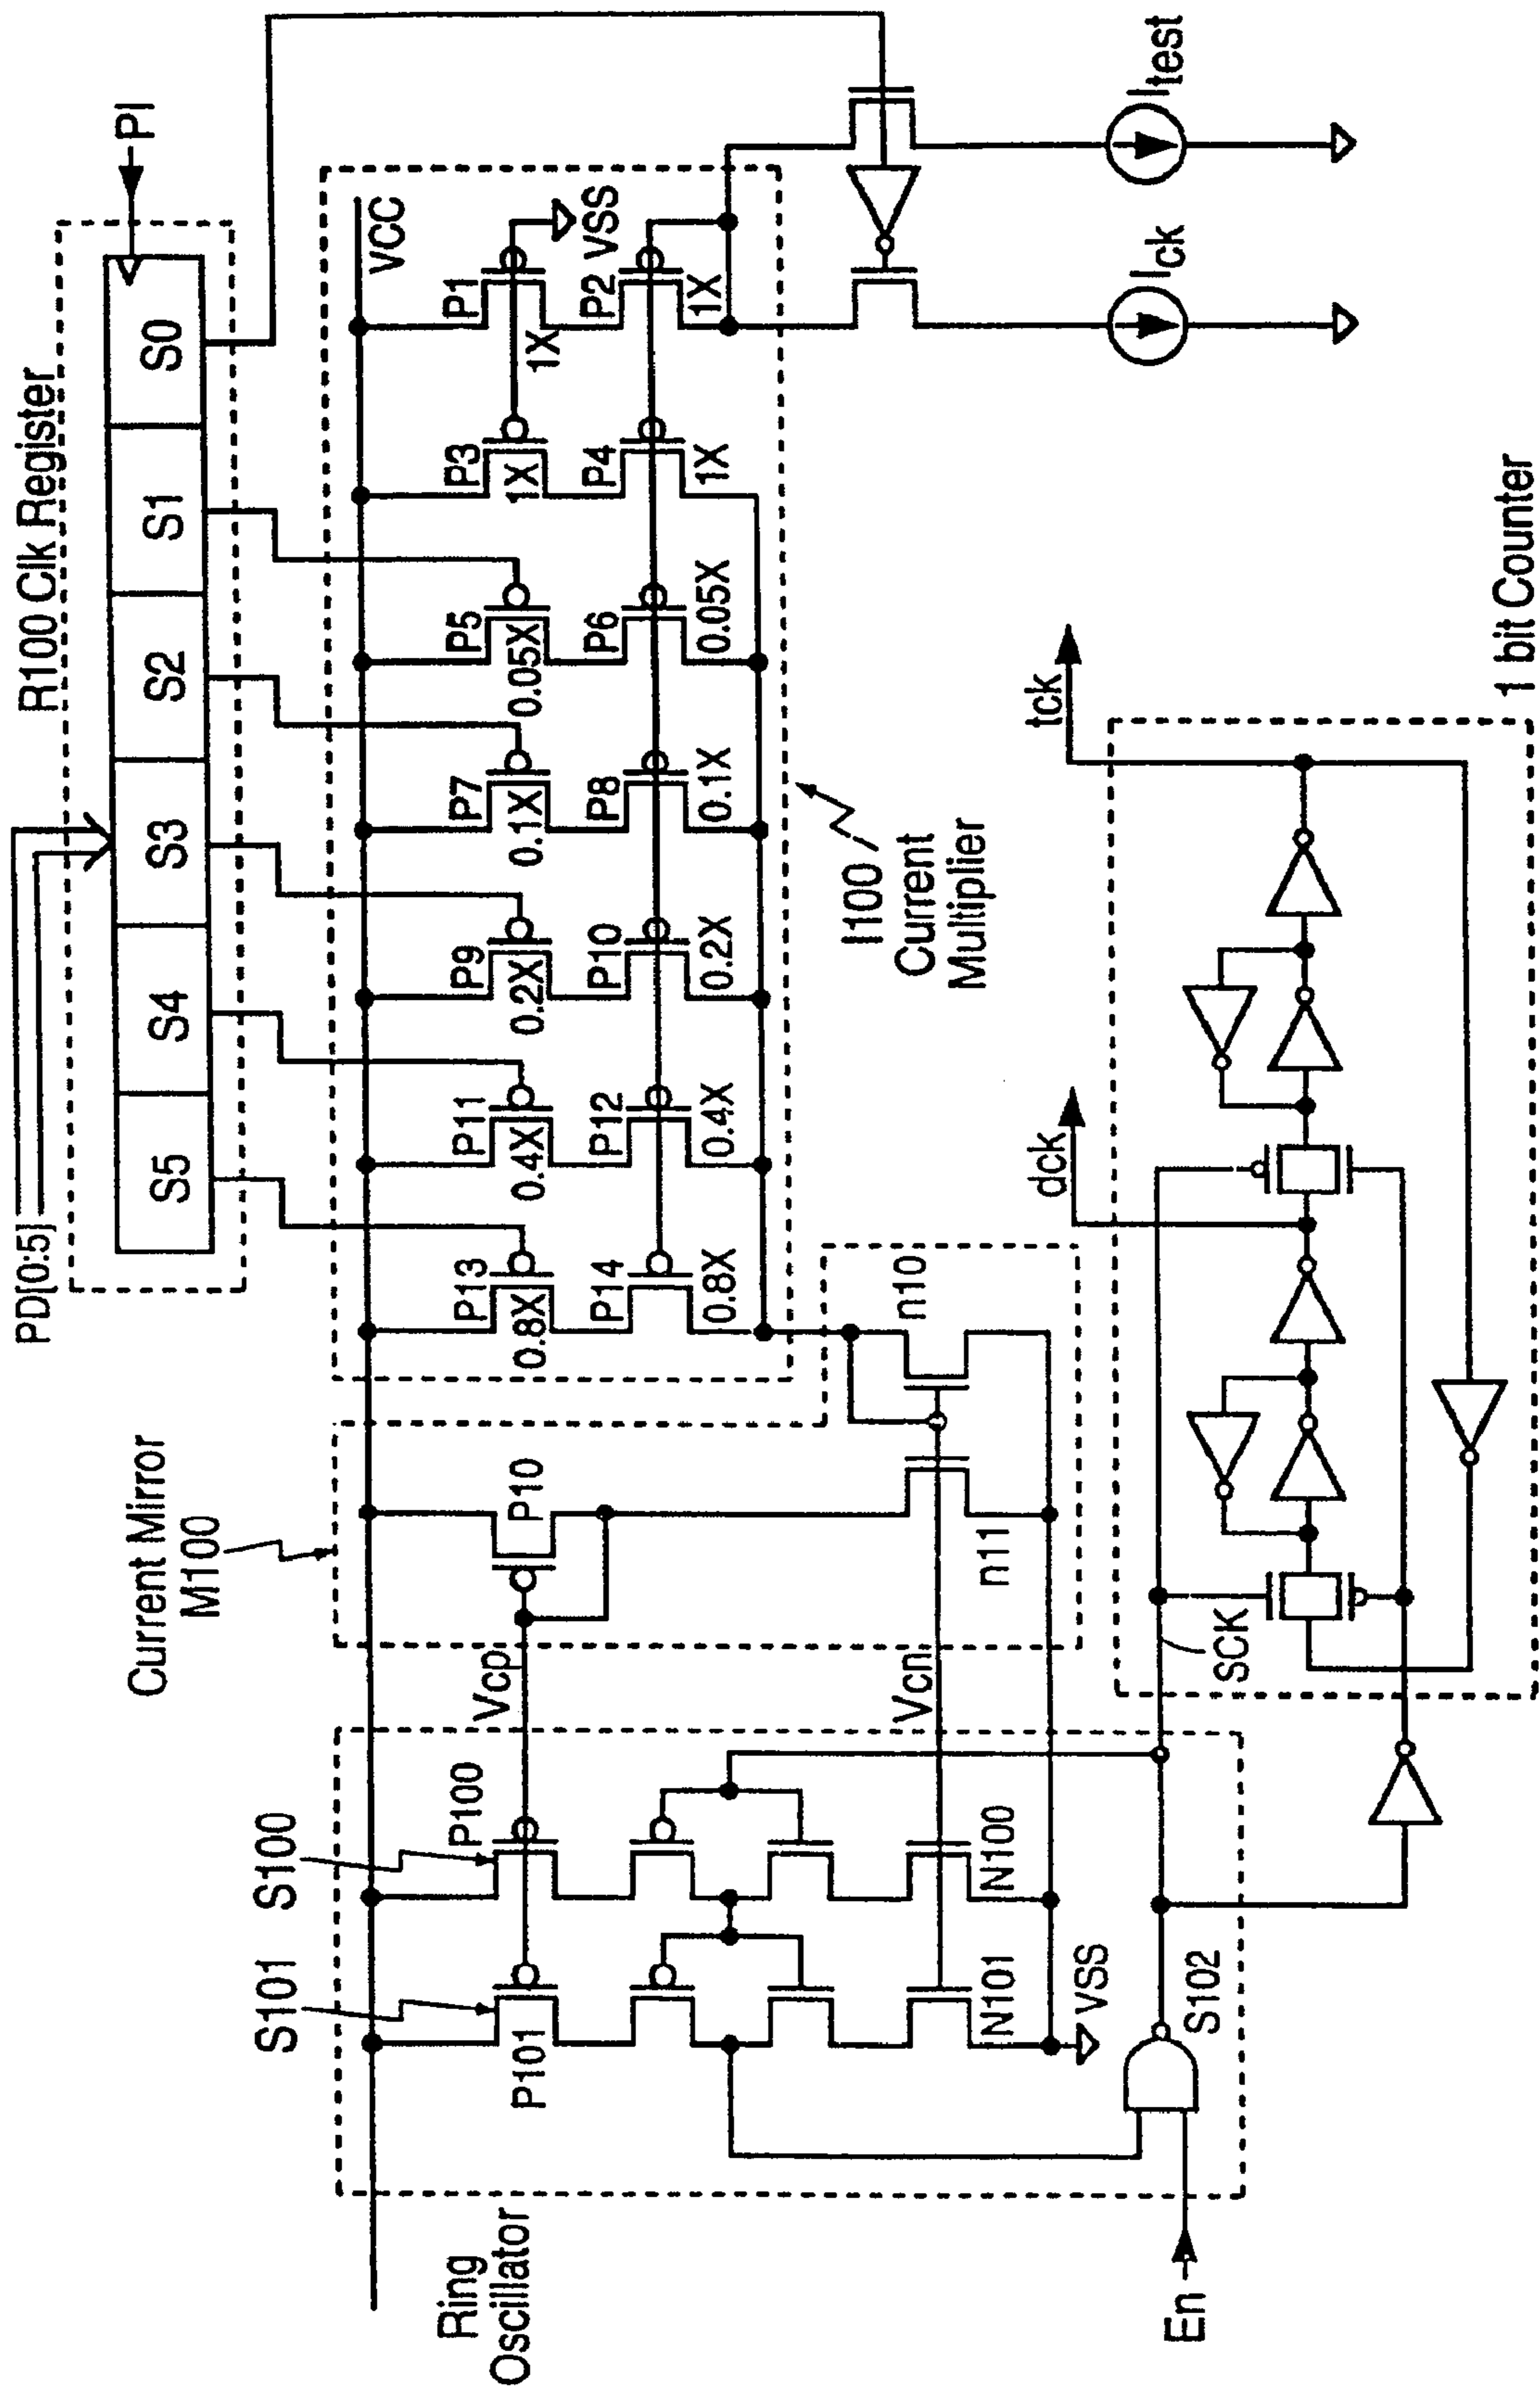 PD[0:5]
R100 Clk Register
PI
S5
S4
S3
S2
S1
S0
Current Mirror
M100
VCC
P13
0.8X
P11
0.4X
P9
0.2X
P7
0.1X
P5
0.05X
P3
1X
P1
1X
VSS
P14
0.8X
P12
0.4X
P10
0.2X
P8
0.1X
P6
0.05X
P4
1X
P2
1X
I100
Current
Multiplier
S101
S100
P101
P100
Vcp
P10
Ring
Oscillator
N101
N100
Vcn
n11
n10
VSS
Ick
Itest
En
S102
SCK
dck
tck
1 bit Counter